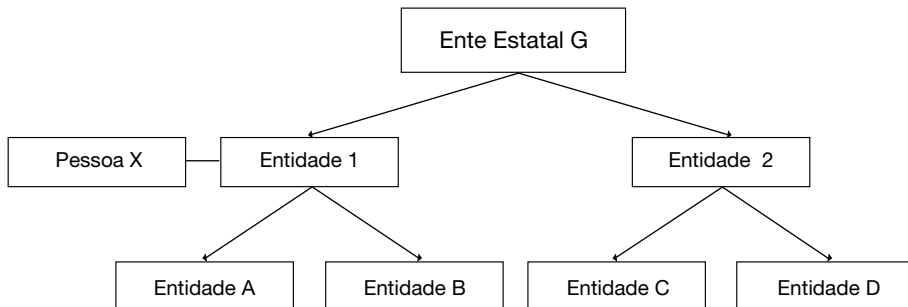 Ente Estatal G
Pessoa X
Entidade 1
Entidade 2
Entidade A
Entidade B
Entidade C
Entidade D